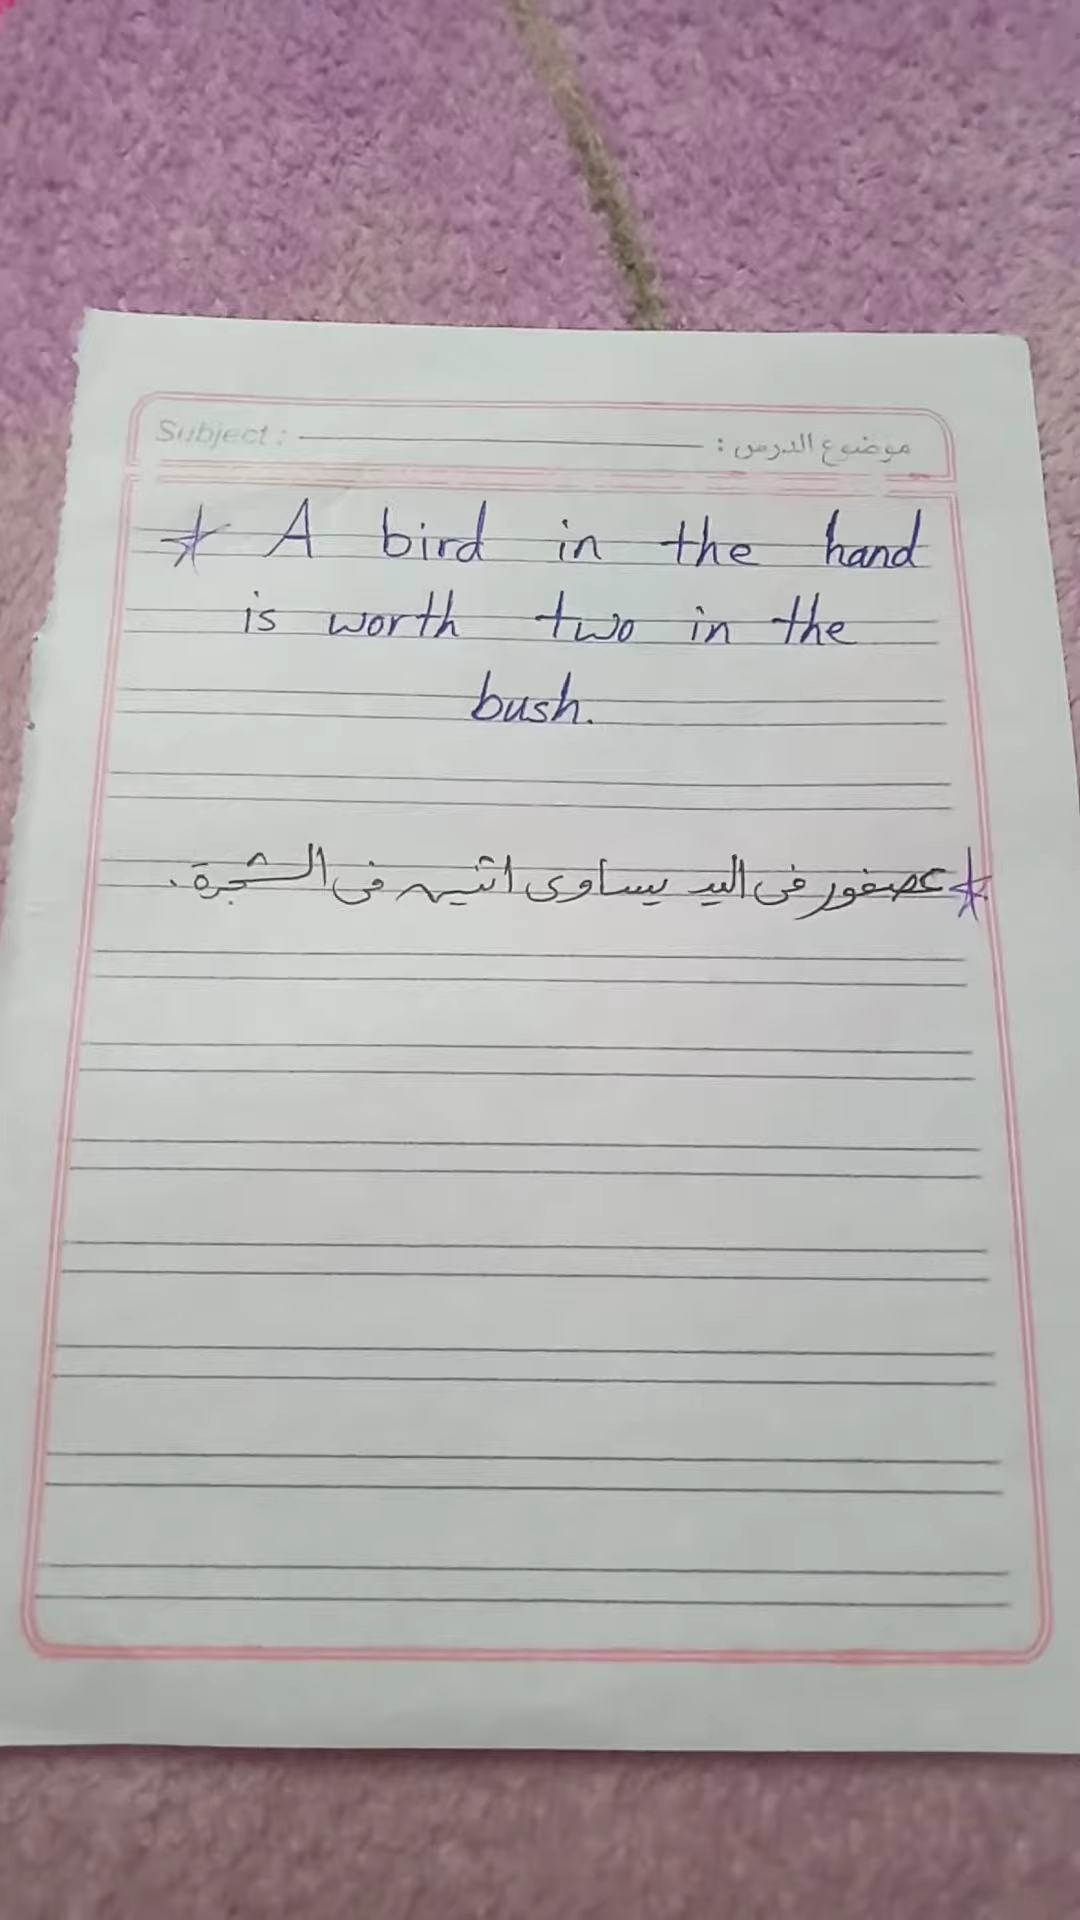 Subject : موضوع الدرس :
A bird in the hand
is worth two in the
bush.
عصفور فى اليد يساوى اثنين فى الشجرة.